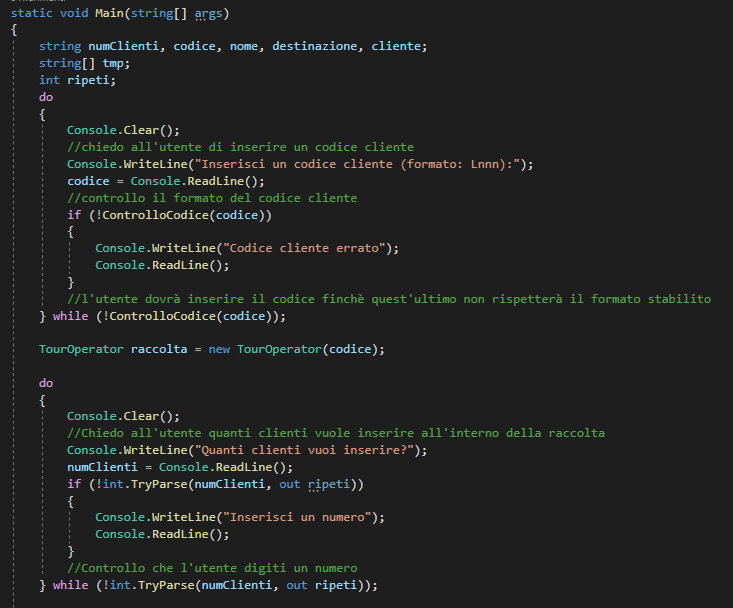 static void Main(string[] args)
{
string numClienti, codice, nome, destinazione, cliente;
string[] tmp;
int ripeti;
do
{
Console.Clear();
//chiedo all'utente di inserire un codice cliente
Console.WriteLine("Inserisci un codice cliente (formato: Lnnn):");
codice = Console.ReadLine();
//controllo il formato del codice cliente
if (!ControlloCodice(codice))
{
Console.WriteLine("Codice cliente errato");
Console.ReadLine();
}
//l'utente dovrà inserire il codice finchè quest'ultimo non rispetterà il formato stabilito
} while (!ControlloCodice(codice));
TourOperator raccolta = new TourOperator(codice);
do
{
Console.Clear();
//Chiedo all'utente quanti clienti vuole inserire all'interno della raccolta
Console.WriteLine("Quanti clienti vuoi inserire?");
numClienti = Console.ReadLine();
if (!int.TryParse(numClienti, out ripeti))
{
Console.WriteLine("Inserisci un numero");
Console.ReadLine();
}
//Controllo che l'utente digiti un numero
} while (!int.TryParse(numClienti, out ripeti));